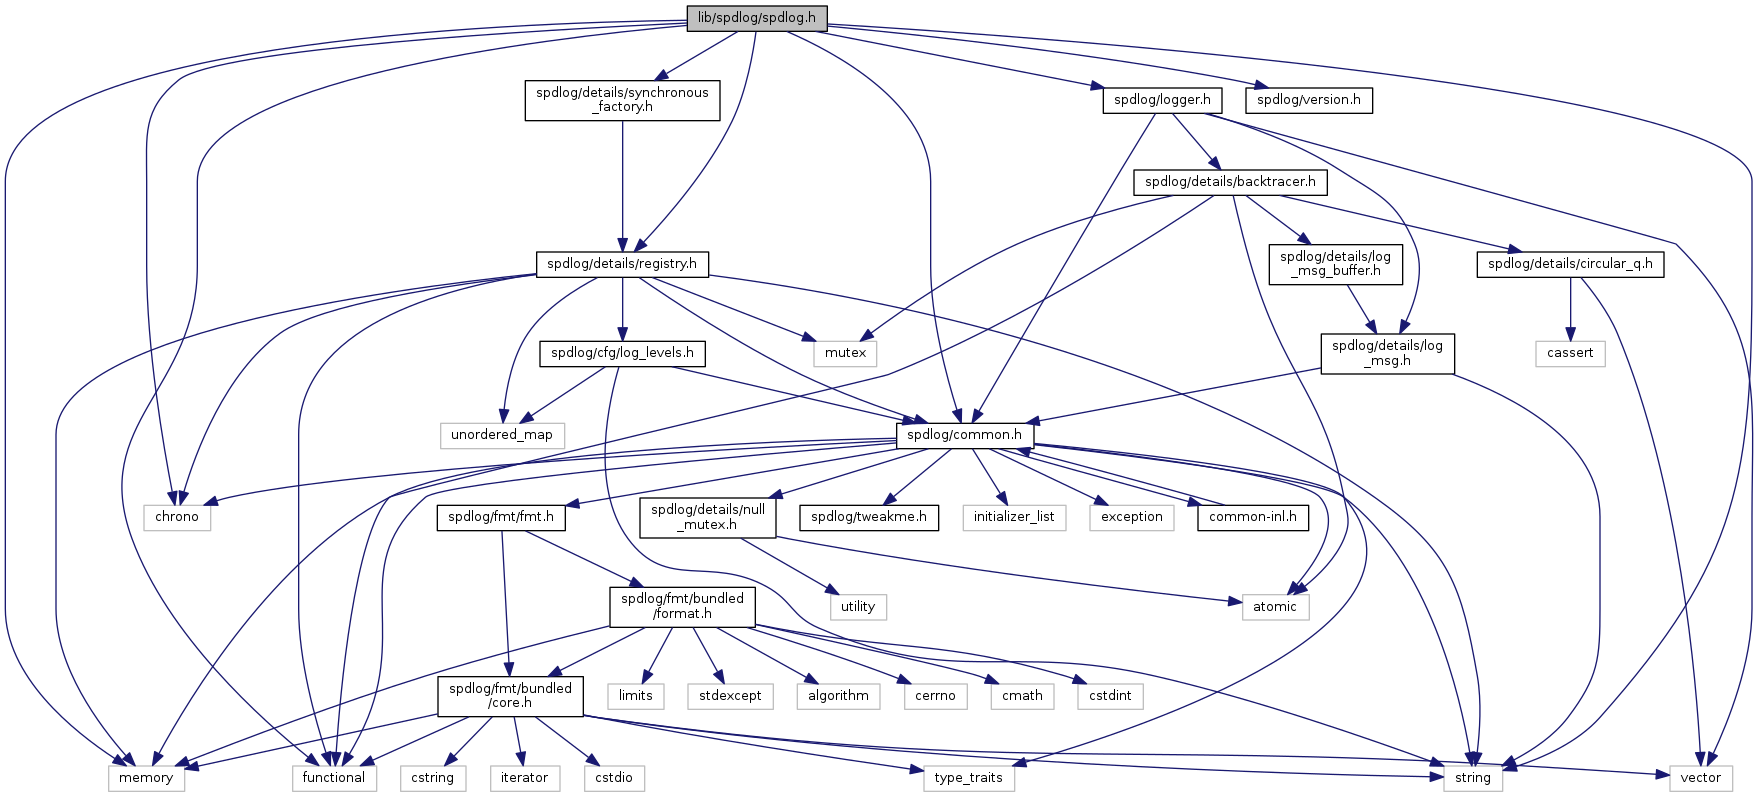 lib/spdlog/spdlog.h
spdlog/details/synchronous
_factory.h
spdlog/logger.h
spdlog/version.h
spdlog/details/backtracer.h
spdlog/details/registry.h
spdlog/details/log
_msg_buffer.h
spdlog/details/circular_q.h
spdlog/cfg/log_levels.h
mutex
spdlog/details/log
_msg.h
cassert
unordered_map
spdlog/common.h
chrono
spdlog/fmt/fmt.h
spdlog/details/null
_mutex.h
spdlog/tweakme.h
initializer_list
exception
common-inl.h
spdlog/fmt/bundled
/format.h
utility
atomic
spdlog/fmt/bundled
/core.h
limits
stdexcept
algorithm
cerrno
cmath
cstdint
memory
functional
cstring
iterator
cstdio
type_traits
string
vector